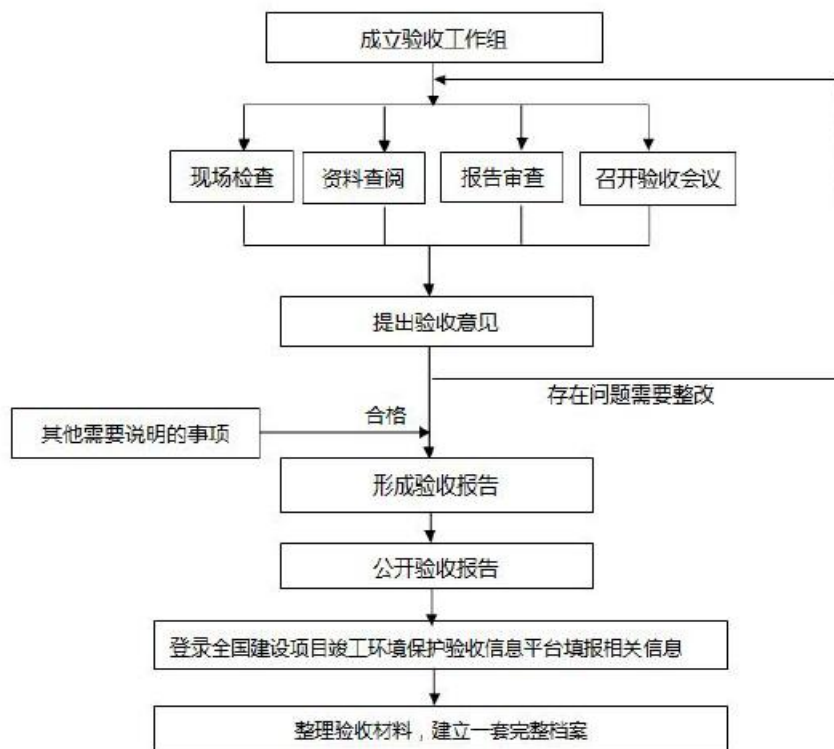 成立验收工作组
现场检查
资料查阅
报告审查
召开验收会议
提出验收意见
存在问题需要整改
合格
其他需要说明的事项
形成验收报告
公开验收报告
登录全国建设项目竣工环境保护验收信息平台填报相关信息
整理验收材料，建立一套完整档案